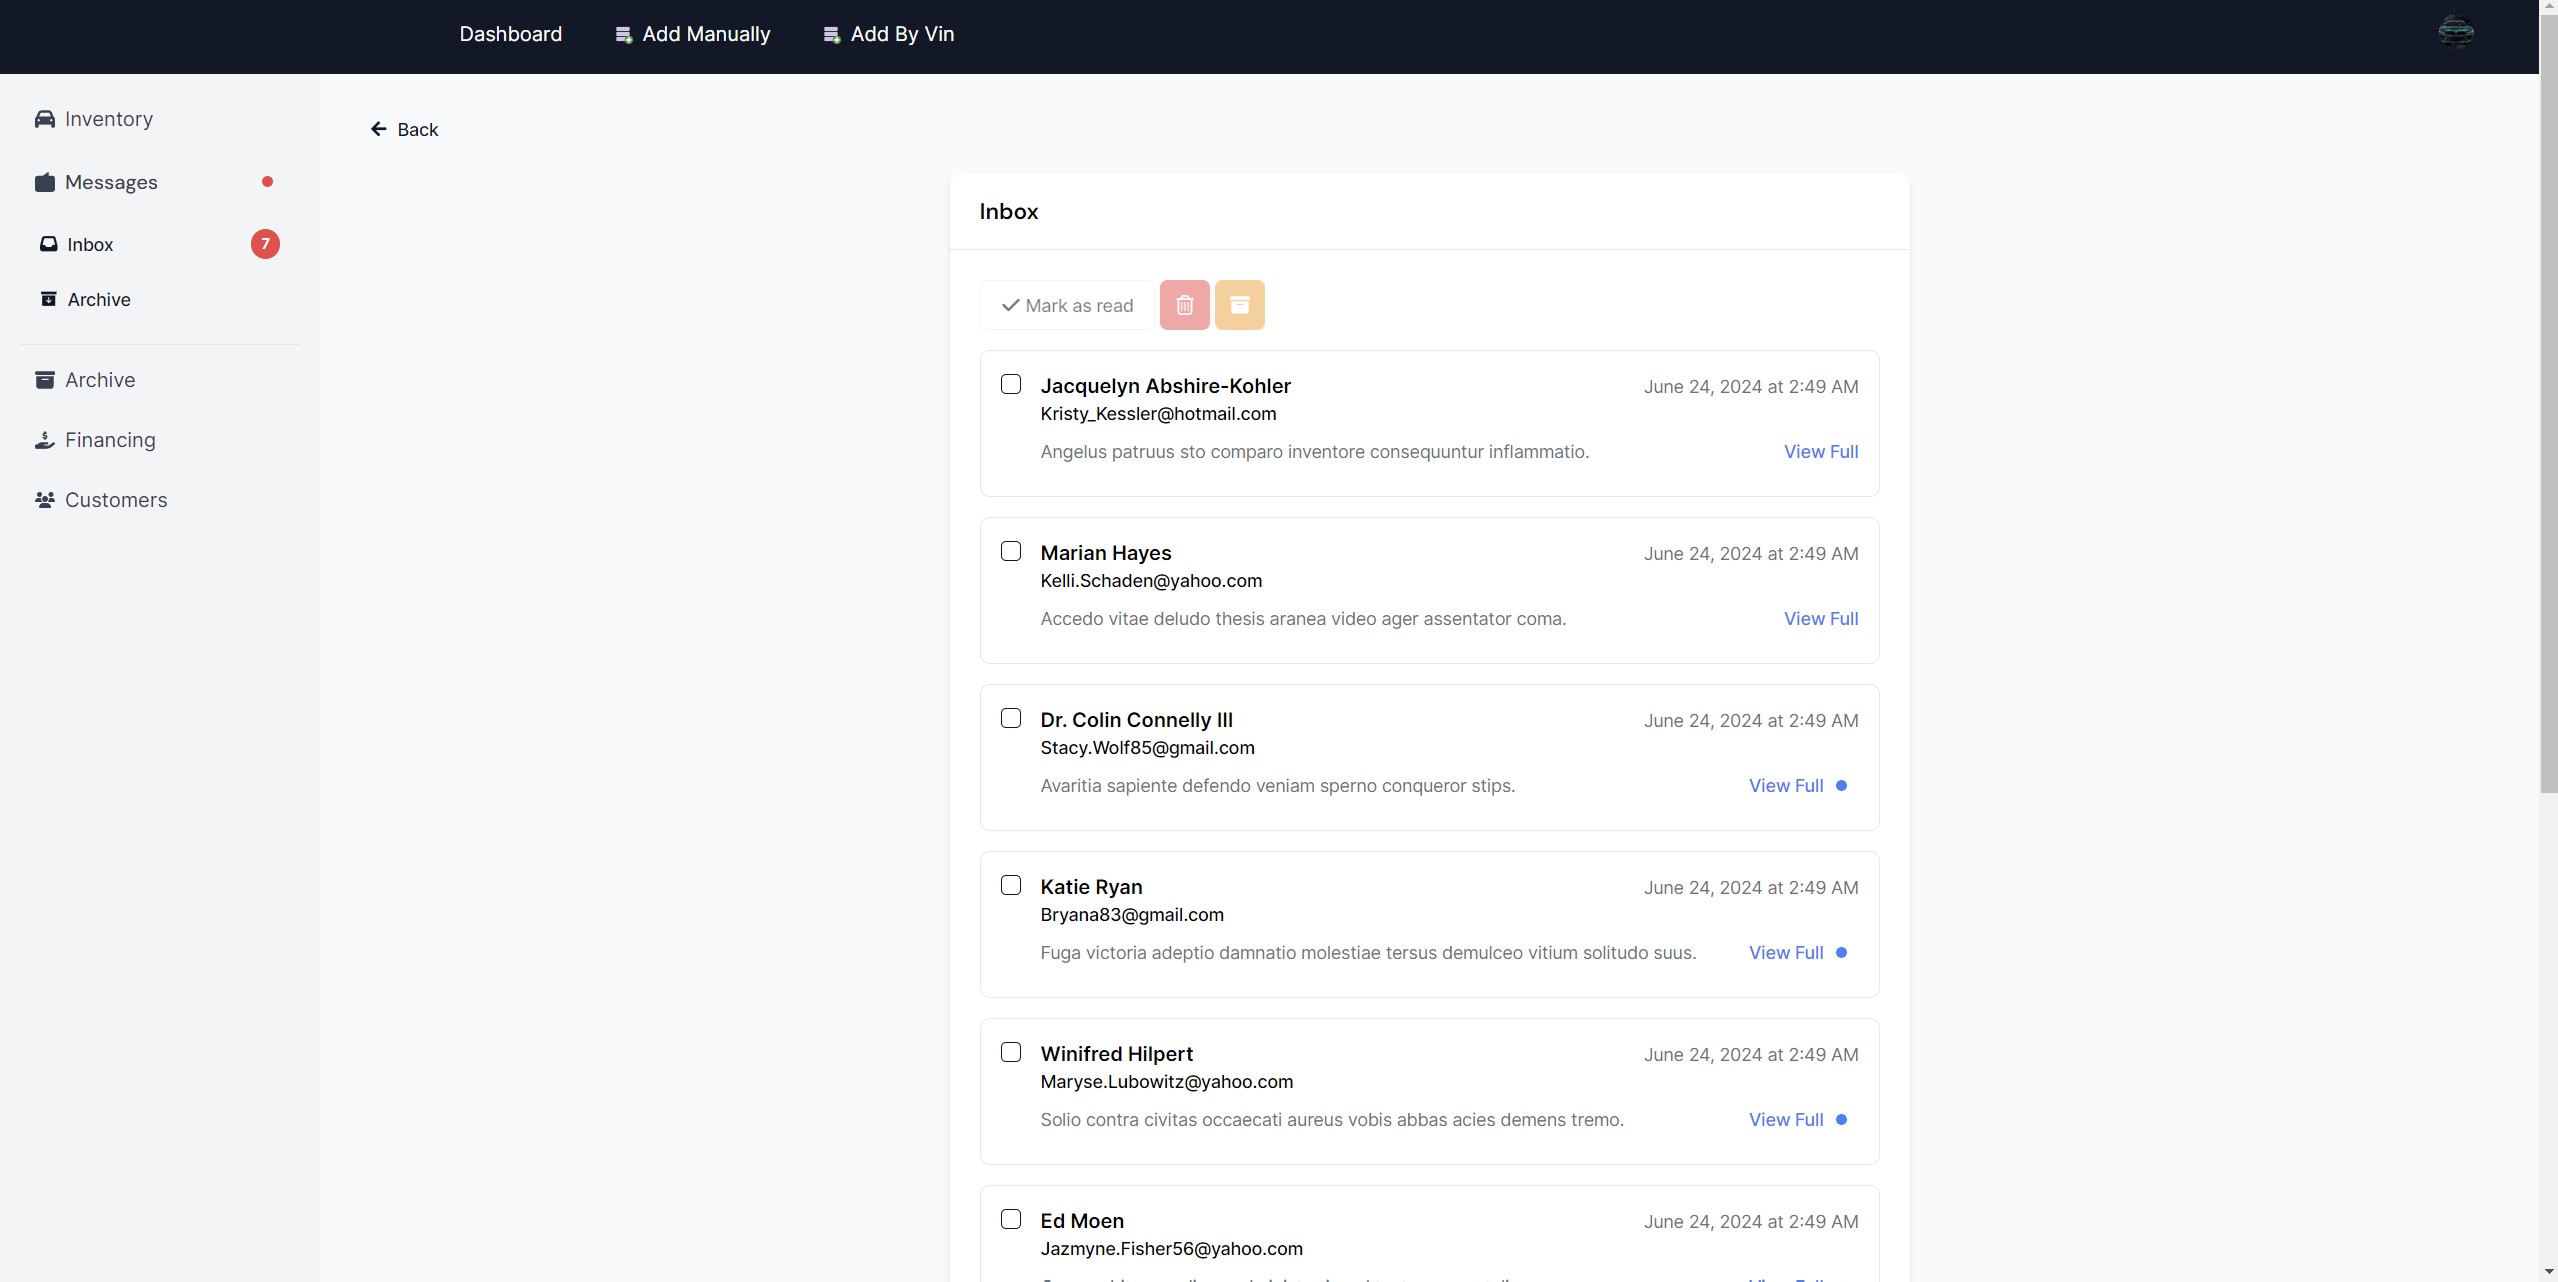 Dashboard
Add Manually
Add By Vin
Inventory
Messages
Inbox
7
Archive
Archive
Financing
Customers
Back
Inbox
Mark as read
Jacquelyn Abshire-Kohler
June 24, 2024 at 2:49 AM
Kristy_Kessler@hotmail.com
Angelus patruus sto comparo inventore consequuntur inflammatio.
View Full
Marian Hayes
June 24, 2024 at 2:49 AM
Kelli.Schaden@yahoo.com
Accedo vitae deludo thesis aranea video ager assentator coma.
View Full
Dr. Colin Connelly III
June 24, 2024 at 2:49 AM
Stacy.Wolf85@gmail.com
Avaritia sapiente defendo veniam sperno conqueror stips.
View Full
Katie Ryan
June 24, 2024 at 2:49 AM
Bryana83@gmail.com
Fuga victoria adeptio damnatio molestiae tersus demulceo vitium solitudo suus.
View Full
Winifred Hilpert
June 24, 2024 at 2:49 AM
Maryse.Lubowitz@yahoo.com
Solio contra civitas occaecati aureus vobis abbas acies demens tremo.
View Full
Ed Moen
June 24, 2024 at 2:49 AM
Jazmyne.Fisher56@yahoo.com